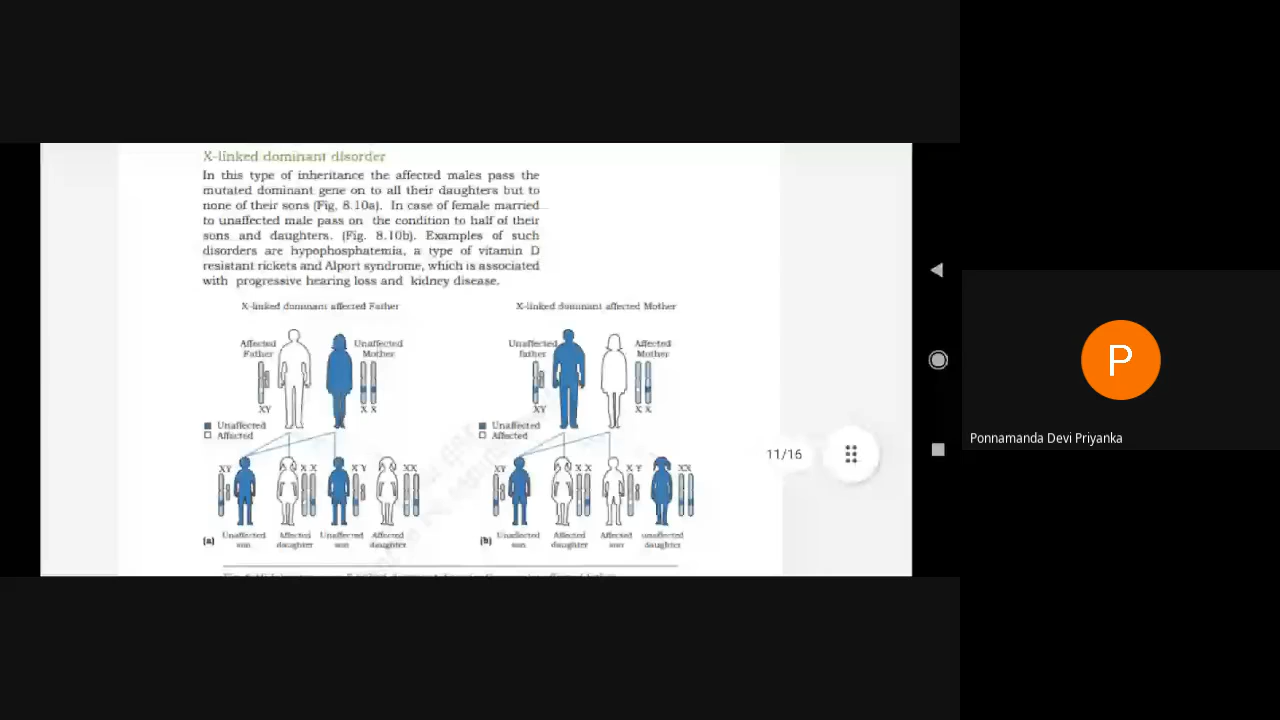 X-linked dominant disorder
In this type of inheritance the affected males pass the
mutated dominant gene on to all their daughters but to
none of their sons (Fig. 8.10a). In case of female married
to unaffected male pass on the condition to half of their
sons and daughters. (Fig. 8.10b). Examples of such
disorders are hypophosphatemia, a type of vitamin D
resistant rickets and Alport syndrome, which is associated
with progressive hearing loss and kidney disease.
X-linked dominant affected Father
Affected Father
Unaffected Mother
XY
X X
Unaffected
Affected
XY
X X
X Y
XX
(a)
Unaffected son
Affected daughter
Unaffected son
Affected daughter
X-linked dominant affected Mother
Unaffected father
Affected Mother
XY
X X
Unaffected
Affected
XY
X X
X Y
XX
(b)
Unaffected son
Affected daughter
Affected son
unaffected daughter
11/16
P
Ponnamanda Devi Priyanka